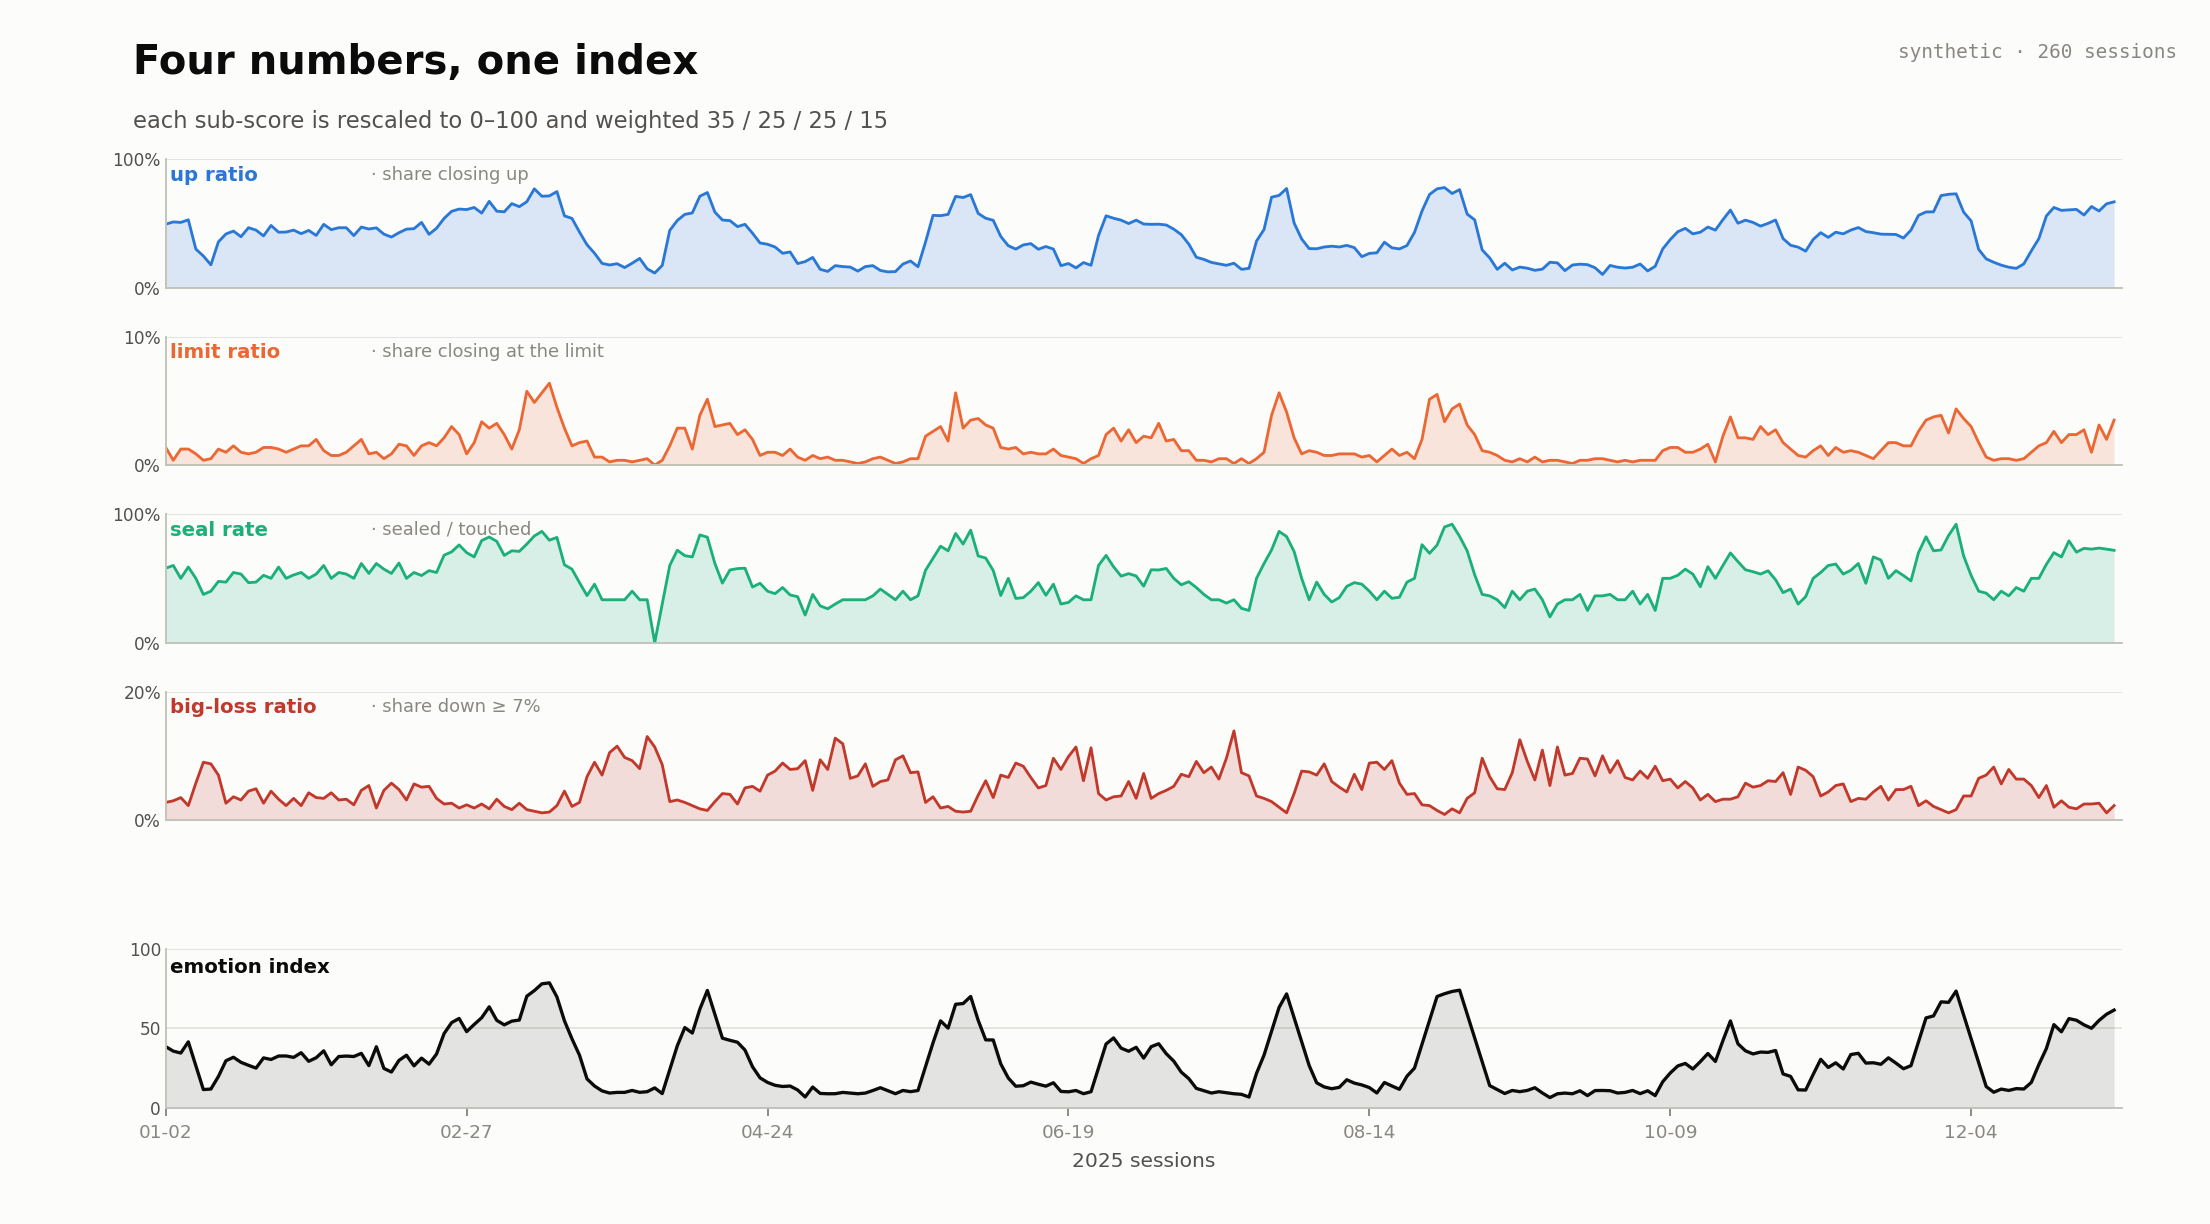 Four numbers, one index
synthetic · 260 sessions
each sub-score is rescaled to 0–100 and weighted 35 / 25 / 25 / 15
100%
up ratio · share closing up
0%
10%
limit ratio · share closing at the limit
0%
100%
seal rate · sealed / touched
0%
20%
big-loss ratio · share down ≥ 7%
0%
100
emotion index
50
0
01-02 02-27 04-24 06-19 08-14 10-09 12-04
2025 sessions